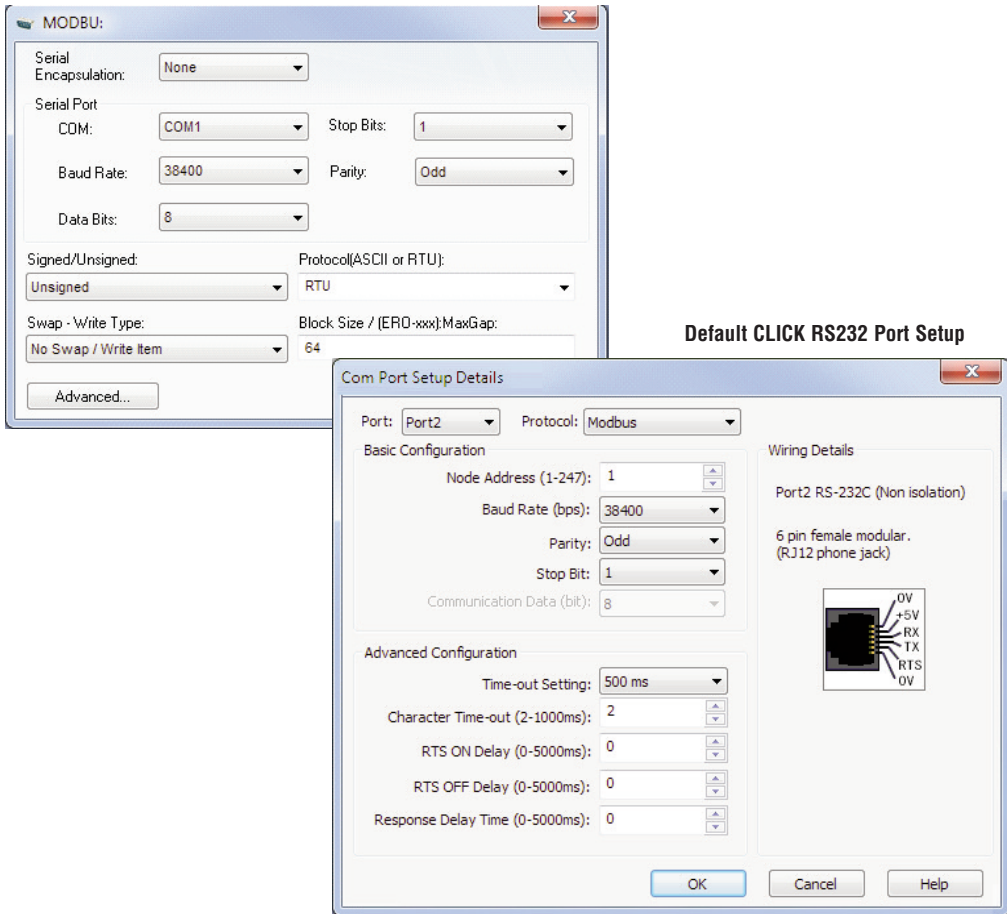 MODBU:
Serial
Encapsulation: None
Serial Port
COM: COM1 Stop Bits: 1
Baud Rate: 38400 Parity: Odd
Data Bits: 8
Signed/Unsigned: Protocol(ASCII or RTU):
Unsigned RTU
Swap - Write Type: Block Size / (ERO-xxx):MaxGap:
No Swap / Write Item 64
Advanced...
Default CLICK RS232 Port Setup
Com Port Setup Details
Port: Port2 Protocol: Modbus
Basic Configuration
Node Address (1-247): 1
Baud Rate (bps): 38400
Parity: Odd
Stop Bit: 1
Communication Data (bit): 8
Advanced Configuration
Time-out Setting: 500 ms
Character Time-out (2-1000ms): 2
RTS ON Delay (0-5000ms): 0
RTS OFF Delay (0-5000ms): 0
Response Delay Time (0-5000ms): 0
Wiring Details
Port2 RS-232C (Non isolation)
6 pin female modular.
(RJ12 phone jack)
0V
+5V
RX
TX
RTS
0V
OK Cancel Help